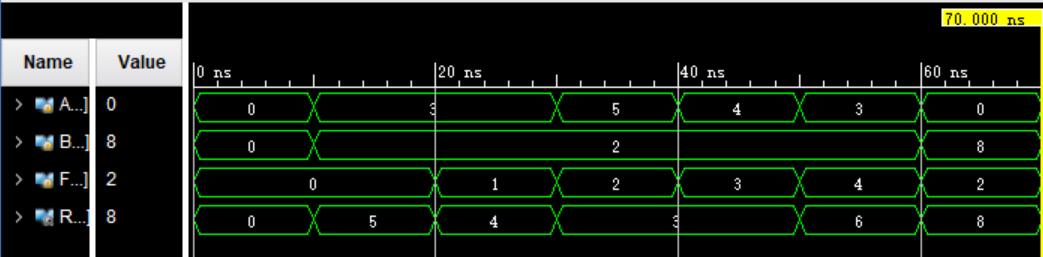 70.000 ns
Name Value
0 ns 20 ns 40 ns 60 ns
A...] 0 0 3 5 4 3 0
B...] 8 0 2 8
F...] 2 0 1 2 3 4 2
R...] 8 0 5 4 3 6 8